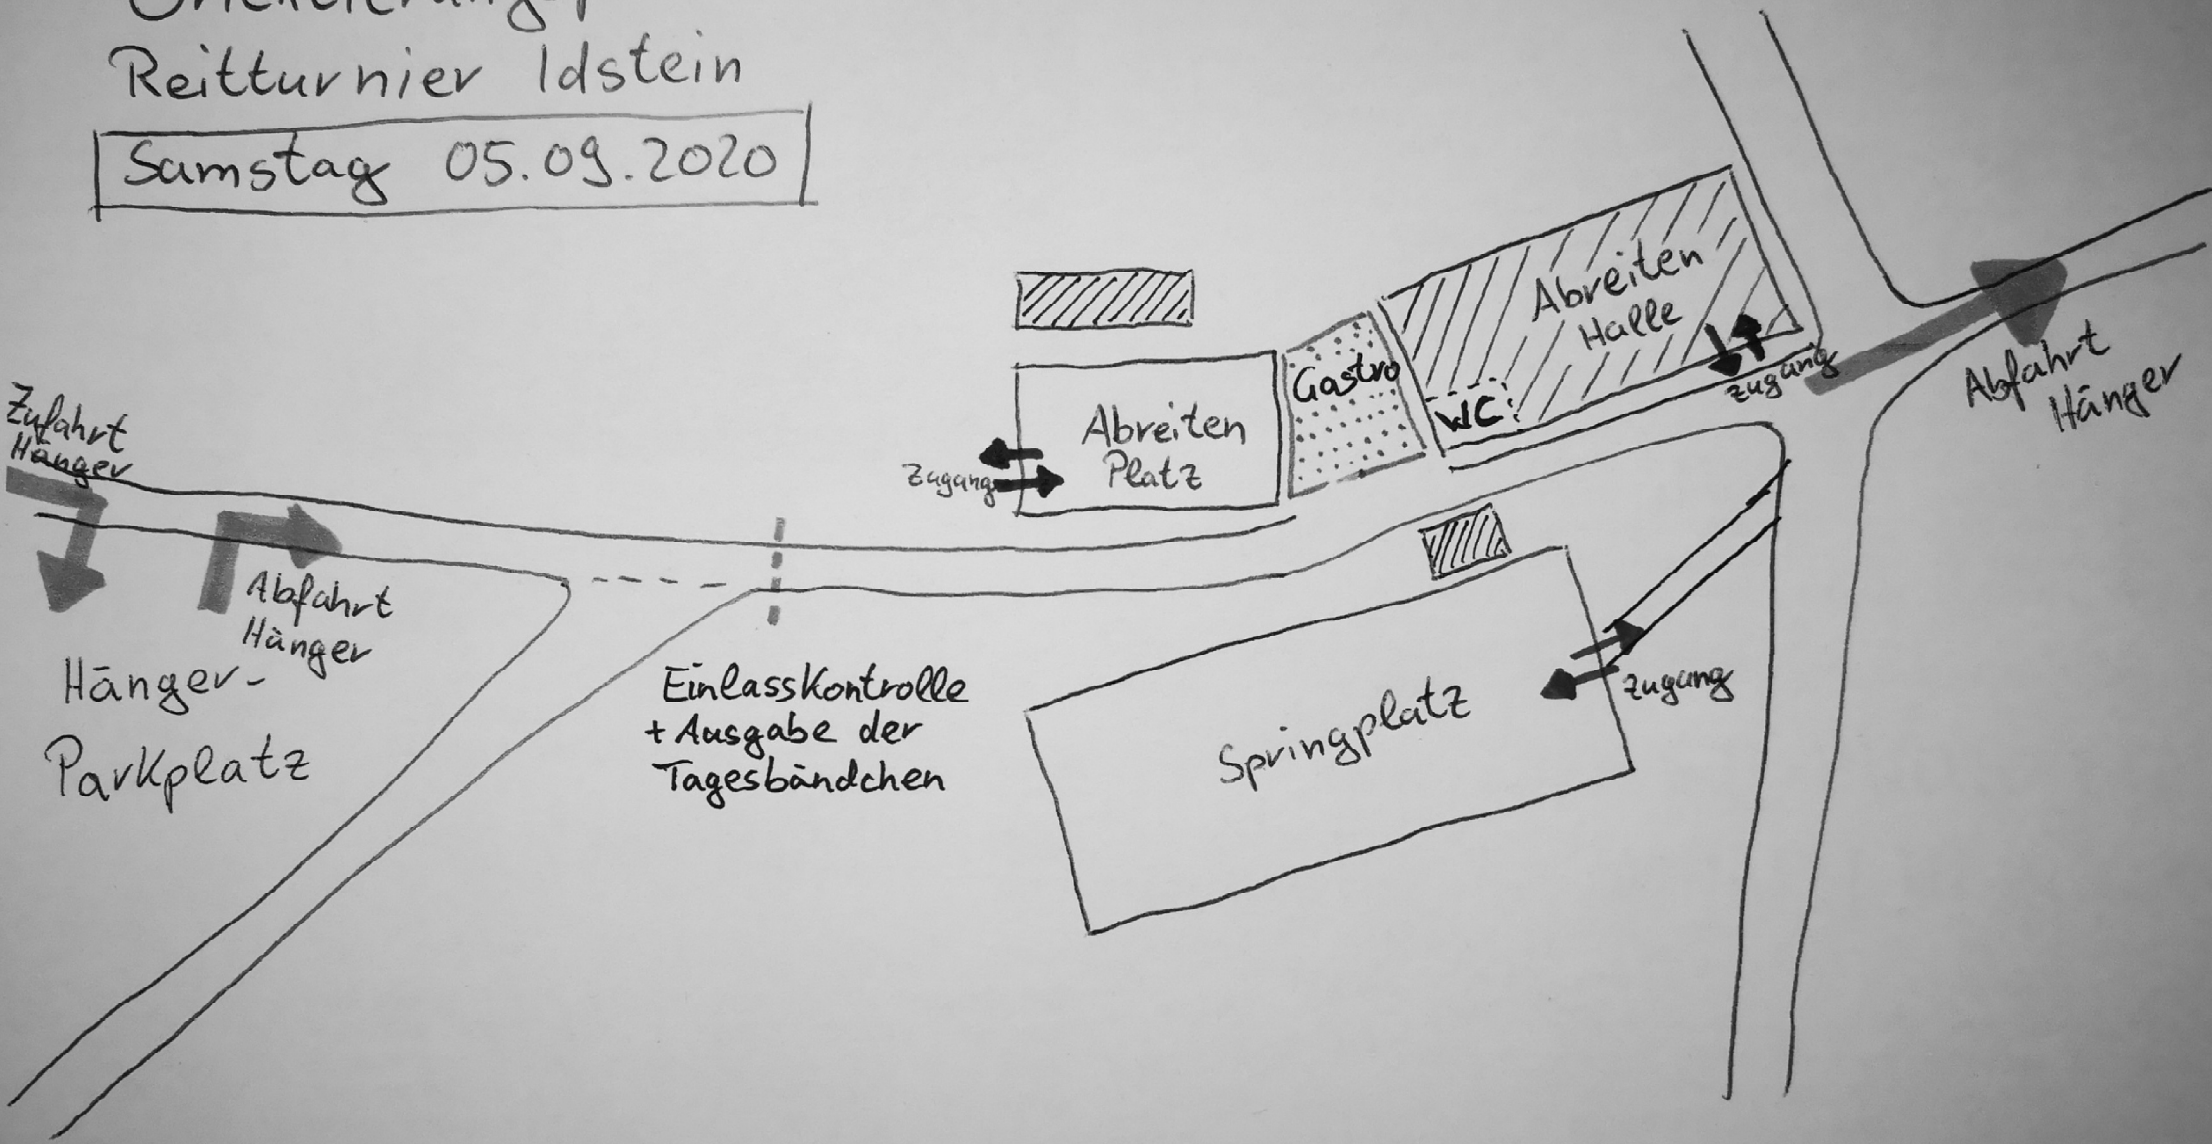 Reitturnier Idstein
Samstag 05.09.2020
Zufahrt
Hänger
Abfahrt
Hänger
Hänger-
Parkplatz
Einlasskontrolle
+ Ausgabe der
Tagesbändchen
Zugang
Abreiten
Platz
Gastro
WC
Abreiten
Halle
Zugang
Abfahrt
Hänger
Springplatz
Zugang